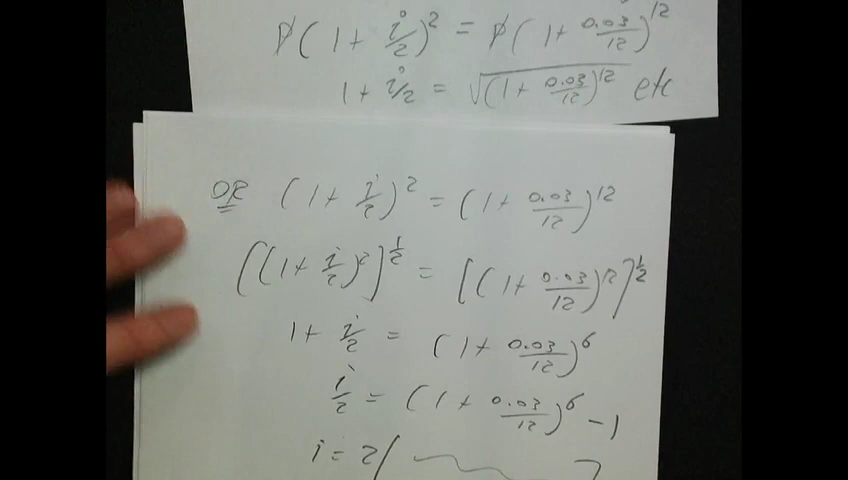 p(1 + i/2)² = p(1 + 0.03/12)¹²
1 + i/2 = √(1 + 0.03/12)¹² etc
OR (1 + i/2)² = (1 + 0.03/12)¹²
((1 + i/2)²]^½ = [(1 + 0.03/12)¹²]^½
1 + i/2 = (1 + 0.03/12)⁶
i/2 = (1 + 0.03/12)⁶ - 1
i = 2(